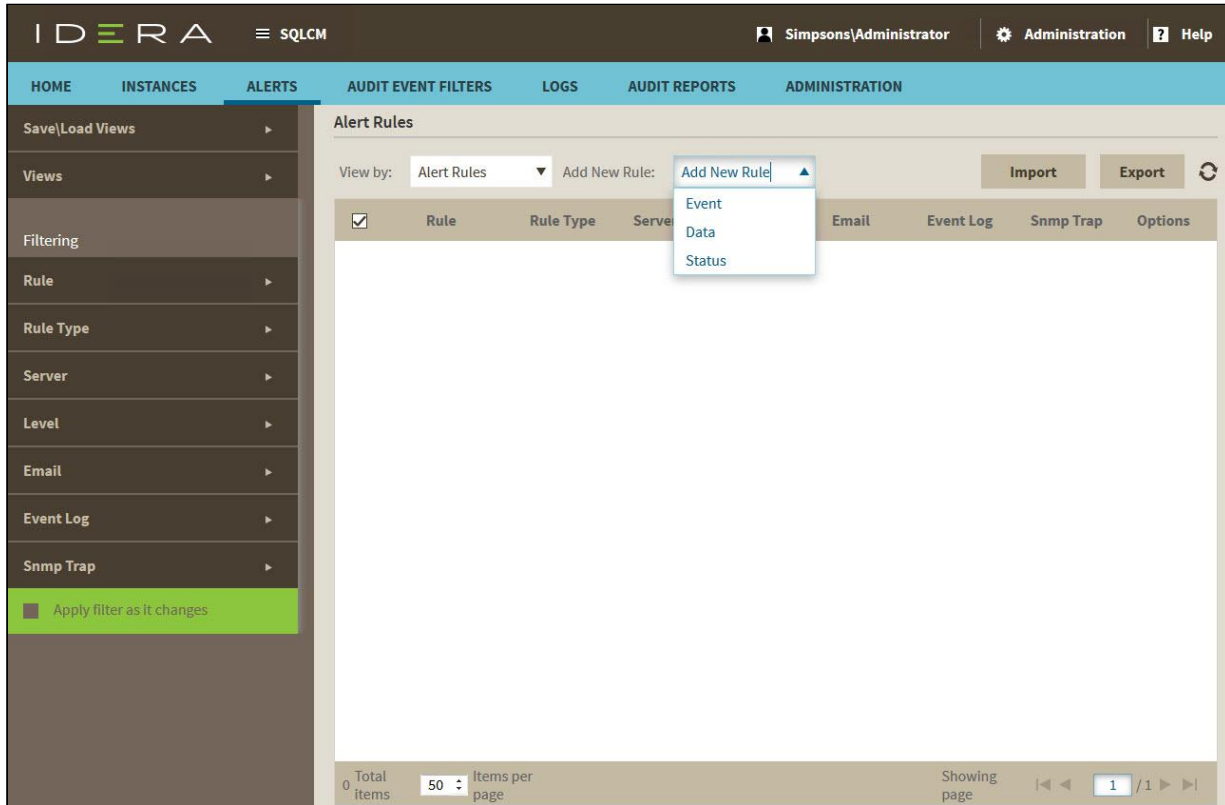 IDERA SQLCM Simpsons\Administrator Administration ? Help
HOME INSTANCES ALERTS AUDIT EVENT FILTERS LOGS AUDIT REPORTS ADMINISTRATION
Save\Load Views
Views
Filtering
Rule
Rule Type
Server
Level
Email
Event Log
Snmp Trap
Apply filter as it changes
Alert Rules
View by: Alert Rules Add New Rule: Add New Rule Import Export
Event
Data
Status
Rule Rule Type Server Email Event Log Snmp Trap Options
0 Total items 50 Items per page Showing page 1 / 1